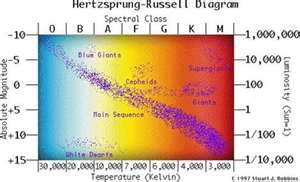 Hertzsprung-Russell Diagram
Spectral Class
O B A F G K M
-10
-5
0
+5
+10
+15
Absolute Magnitude
1,000,000
10,000
100
1
1/100
1/10,000
Luminosity (Sun=1)
Blue Giants
Supergiants
Cepheids
Giants
Main Sequence
White Dwarfs
30,000 20,000 10,000 7,000 6,000 4,000 3,000
Temperature (Kelvin)
© 1997 Stuart J. Robbins